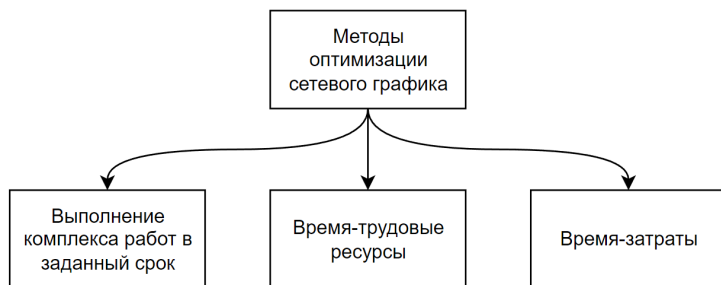 Методы
оптимизации
сетевого графика
Выполнение
комплекса работ в
заданный срок
Время-трудовые
ресурсы
Время-затраты